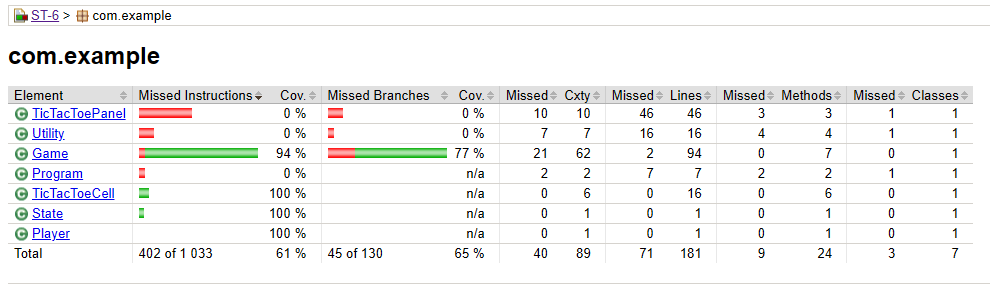 ST-6 > com.example
com.example
Element Missed Instructions Cov. Missed Branches Cov. Missed Cxty Missed Lines Missed Methods Missed Classes
TicTacToePanel 0 % 0 % 10 10 46 46 3 3 1 1
Utility 0 % 0 % 7 7 16 16 4 4 1 1
Game 94 % 77 % 21 62 2 94 0 7 0 1
Program 0 % n/a 2 2 7 7 2 2 1 1
TicTacToeCell 100 % n/a 0 6 0 16 0 6 0 1
State 100 % n/a 0 1 0 1 0 1 0 1
Player 100 % n/a 0 1 0 1 0 1 0 1
Total 402 of 1 033 61 % 45 of 130 65 % 40 89 71 181 9 24 3 7